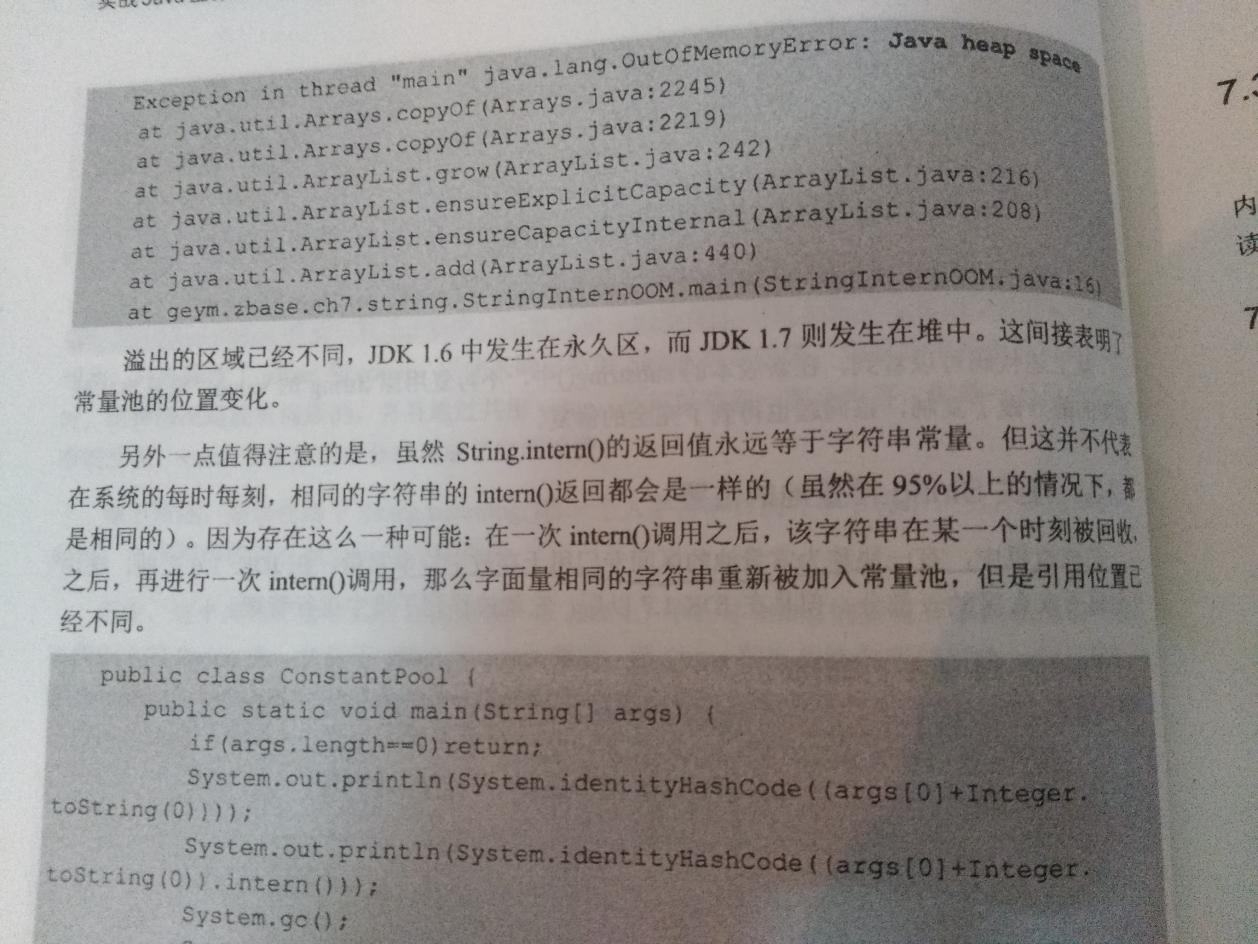 实战 Java
Exception in thread "main" java.lang.OutOfMemoryError: Java heap space
at java.util.Arrays.copyOf(Arrays.java:2245)
at java.util.Arrays.copyOf(Arrays.java:2219)
at java.util.ArrayList.grow(ArrayList.java:242)
at java.util.ArrayList.ensureExplicitCapacity(ArrayList.java:216)
at java.util.ArrayList.ensureCapacityInternal(ArrayList.java:208)
at java.util.ArrayList.add(ArrayList.java:440)
at geym.zbase.ch7.string.StringInternOOM.main(StringInternOOM.java:16)
溢出的区域已经不同，JDK 1.6 中发生在永久区，而 JDK 1.7 则发生在堆中。这间接表明了
常量池的位置变化。
另外一点值得注意的是，虽然 String.intern()的返回值永远等于字符串常量。但这并不代表
在系统的每时每刻，相同的字符串的 intern()返回都会是一样的（虽然在 95%以上的情况下，都
是相同的）。因为存在这么一种可能：在一次 intern()调用之后，该字符串在某一个时刻被回收，
之后，再进行一次 intern()调用，那么字面量相同的字符串重新被加入常量池，但是引用位置已
经不同。
public class ConstantPool {
public static void main(String[] args) {
if(args.length==0)return;
System.out.println(System.identityHashCode((args[0]+Integer.
toString(0))));
System.out.println(System.identityHashCode((args[0]+Integer.
toString(0)).intern()));
System.gc();
7.
内
读
7